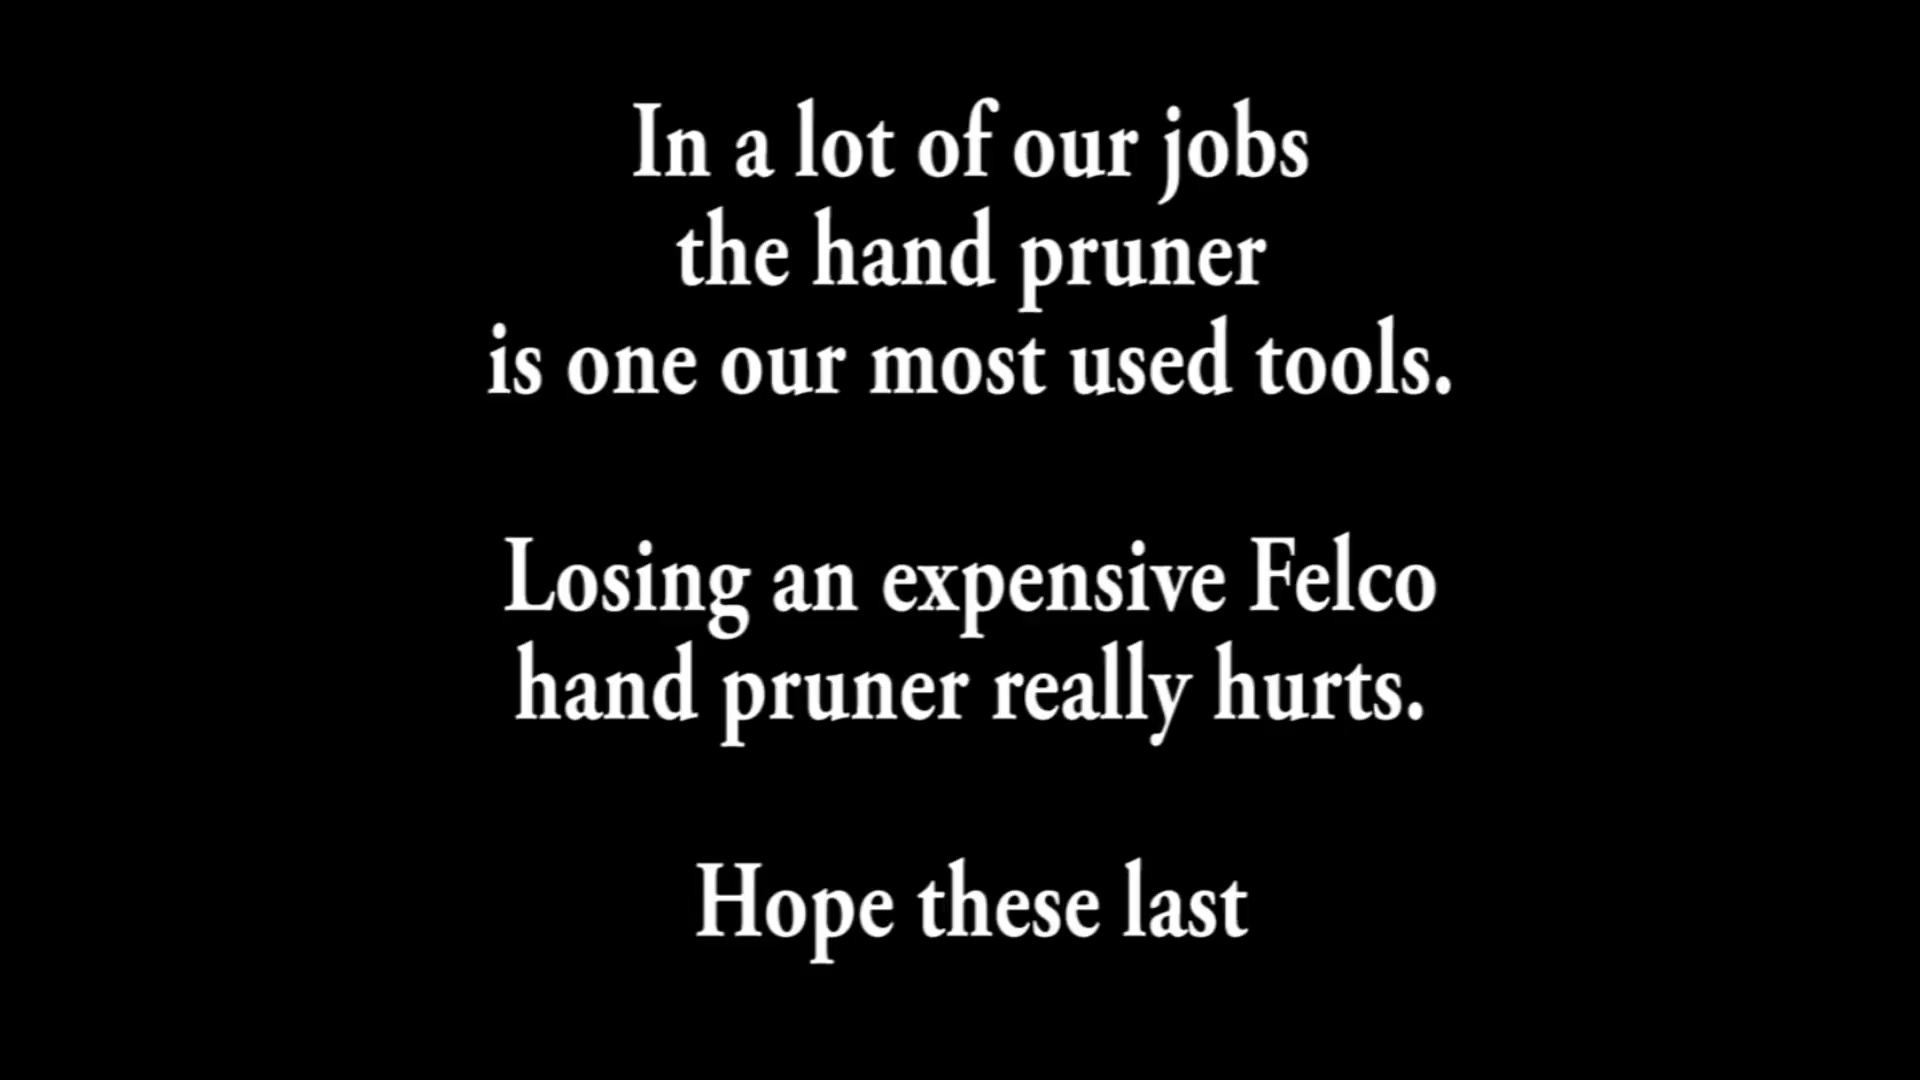 In a lot of our jobs
the hand pruner
is one our most used tools.
Losing an expensive Felco
hand pruner really hurts.
Hope these last